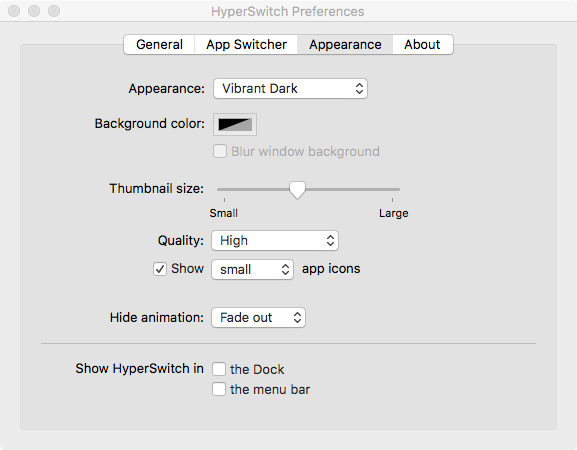 HyperSwitch Preferences
General App Switcher Appearance About
Appearance: Vibrant Dark
Background color:
Blur window background
Thumbnail size:
Small Large
Quality: High
Show small app icons
Hide animation: Fade out
Show HyperSwitch in the Dock
the menu bar